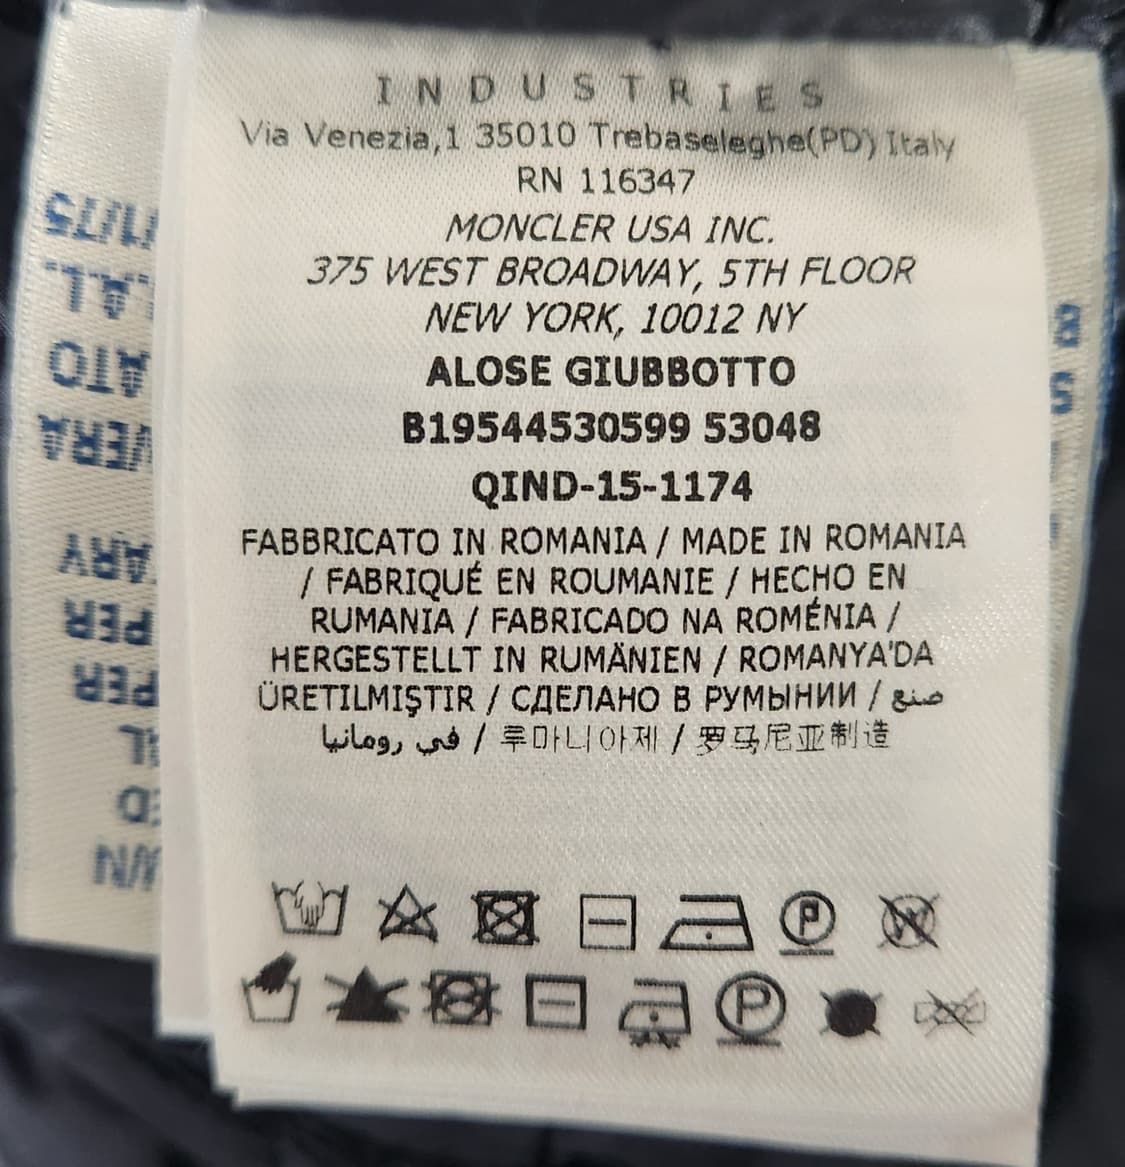 INDUSTRIES
Via Venezia,1 35010 Trebaseleghe(PD) Italy
RN 116347
MONCLER USA INC.
375 WEST BROADWAY, 5TH FLOOR
NEW YORK, 10012 NY
ALOSE GIUBBOTTO
B19544530599 53048
QIND-15-1174
FABBRICATO IN ROMANIA / MADE IN ROMANIA
/ FABRIQUÉ EN ROUMANIE / HECHO EN
RUMANIA / FABRICADO NA ROMÉNIA /
HERGESTELLT IN RUMÄNIEN / ROMANYA'DA
ÜRETILMIŞTIR / СДЕЛАНО В РУМЫНИИ / صنع
في رومانيا / 루마니아제 / 罗马尼亚制造
P
W
P